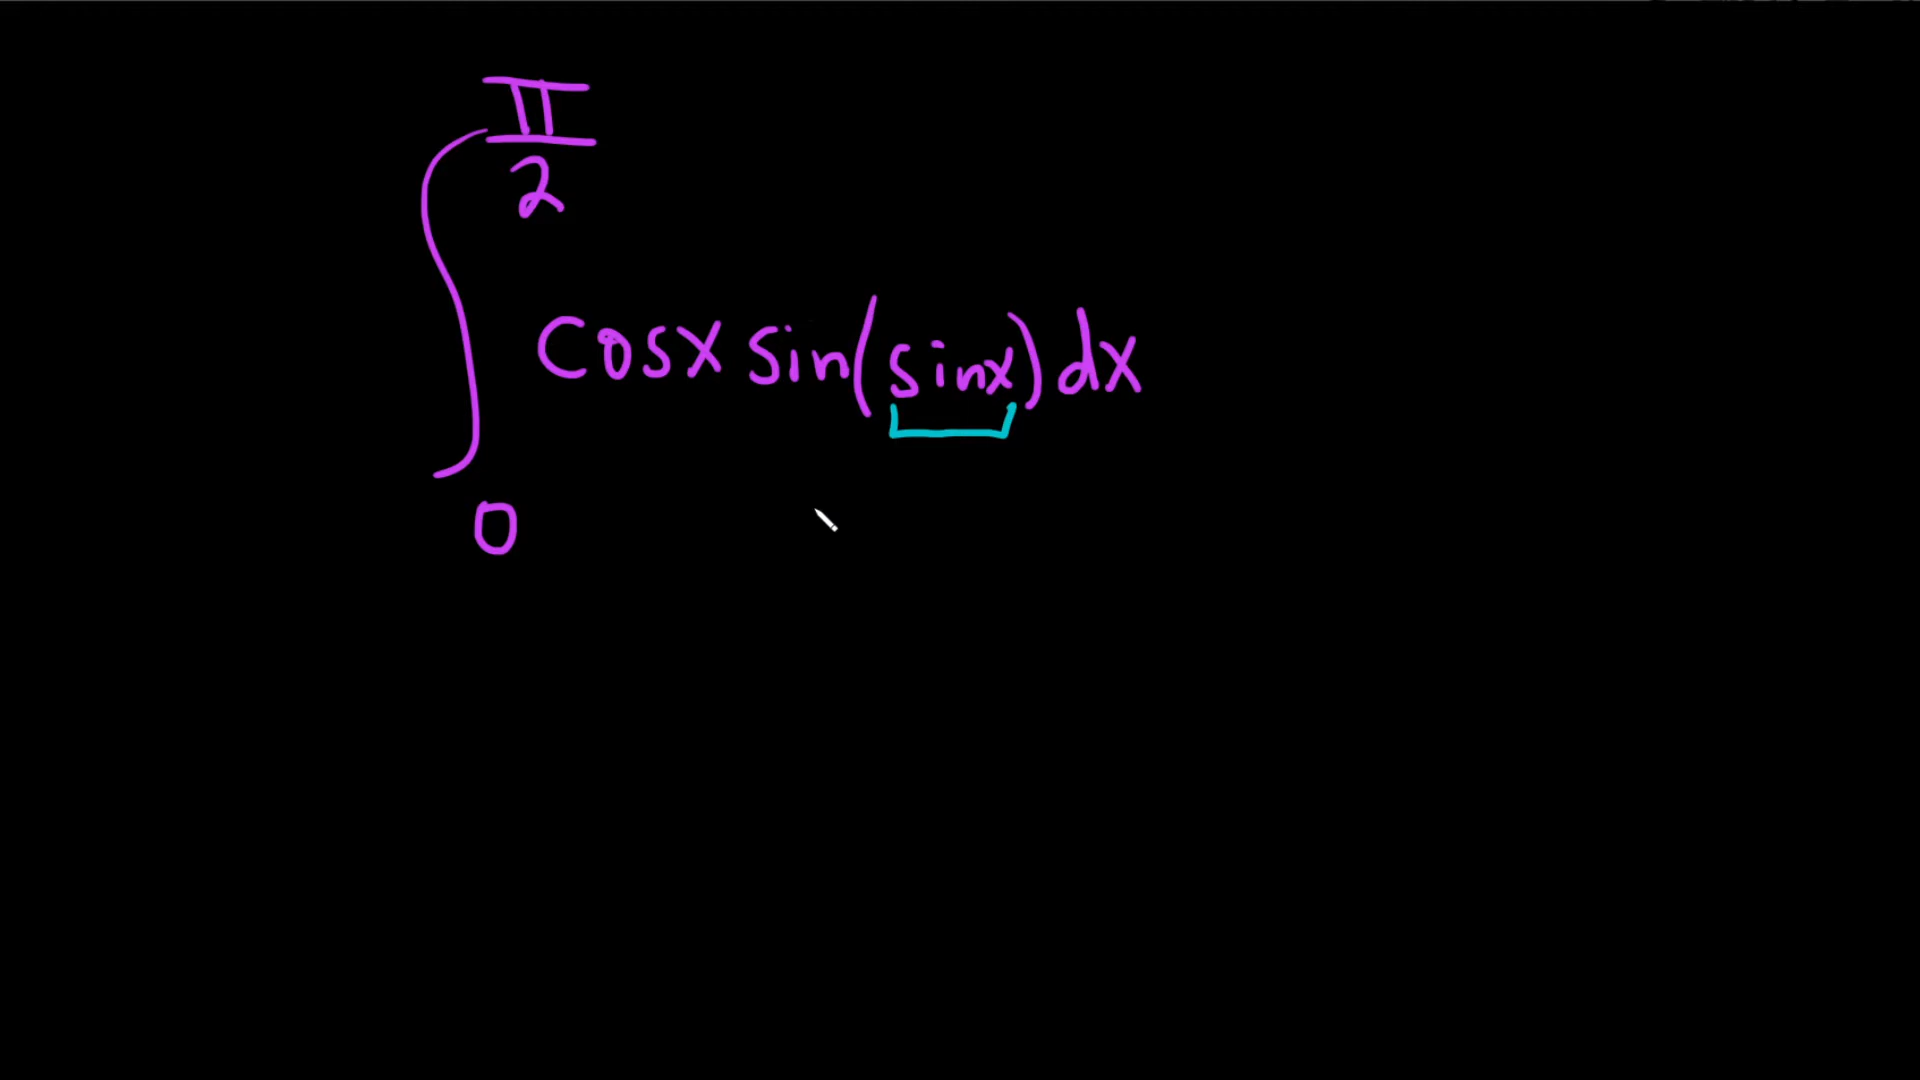 π
2
∫ cosx sin(sinx)dx
0